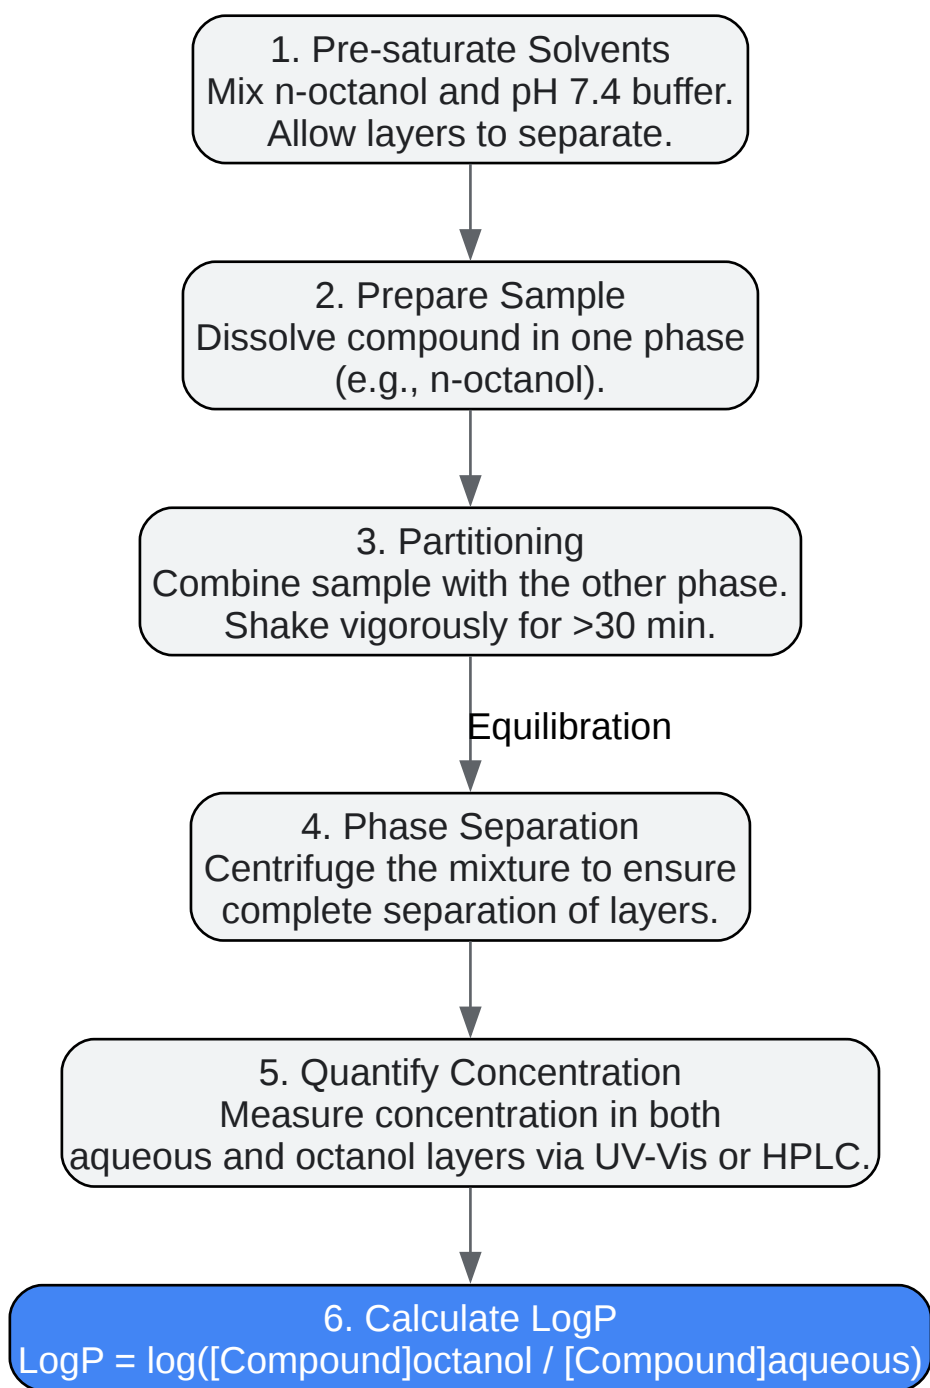 1. Pre-saturate Solvents
Mix n-octanol and pH 7.4 buffer.
Allow layers to separate.
2. Prepare Sample
Dissolve compound in one phase
(e.g., n-octanol).
3. Partitioning
Combine sample with the other phase.
Shake vigorously for >30 min.
Equilibration
4. Phase Separation
Centrifuge the mixture to ensure
complete separation of layers.
5. Quantify Concentration
Measure concentration in both
aqueous and octanol layers via UV-Vis or HPLC.
6. Calculate LogP
LogP = log([Compound]octanol / [Compound]aqueous)